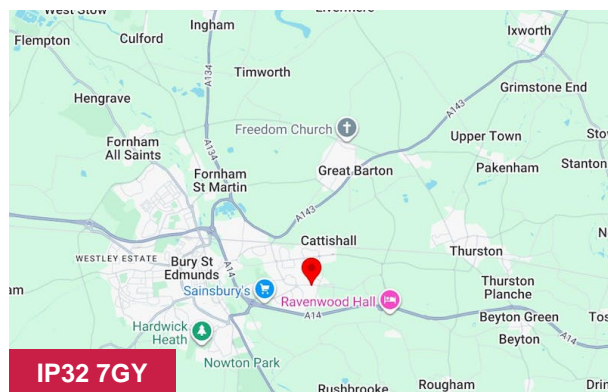 West Stow
Ingham
Livermere
Flempton
Culford
Ixworth
A134
Timworth
Grimstone End
Hengrave
A143
Freedom Church
Upper Town
Fornham
All Saints
Pakenham
Stanton
A134
Fornham
St Martin
Great Barton
A143
Cattishall
WESTLEY ESTATE
Bury St
Edmunds
A14
Thurston
Sainsbury's
Ravenwood Hall
Thurston
Planche
A14
Beyton Green
Hardwick
Heath
Beyton
Nowton Park
IP32 7GY
Rushbrooke
Rougham